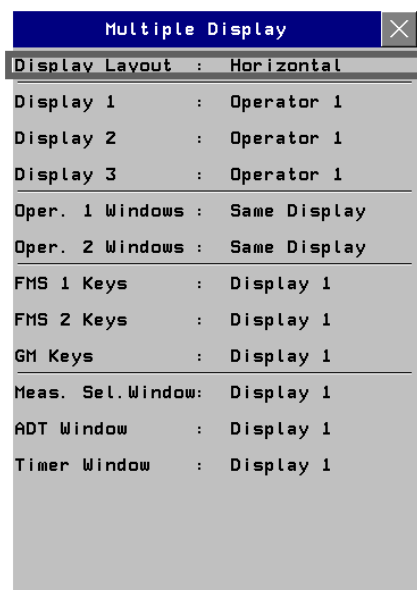 Multiple Display
Display Layout : Horizontal
Display 1 : Operator 1
Display 2 : Operator 1
Display 3 : Operator 1
Oper. 1 Windows : Same Display
Oper. 2 Windows : Same Display
FMS 1 Keys : Display 1
FMS 2 Keys : Display 1
GM Keys : Display 1
Meas. Sel.Window: Display 1
ADT Window : Display 1
Timer Window : Display 1